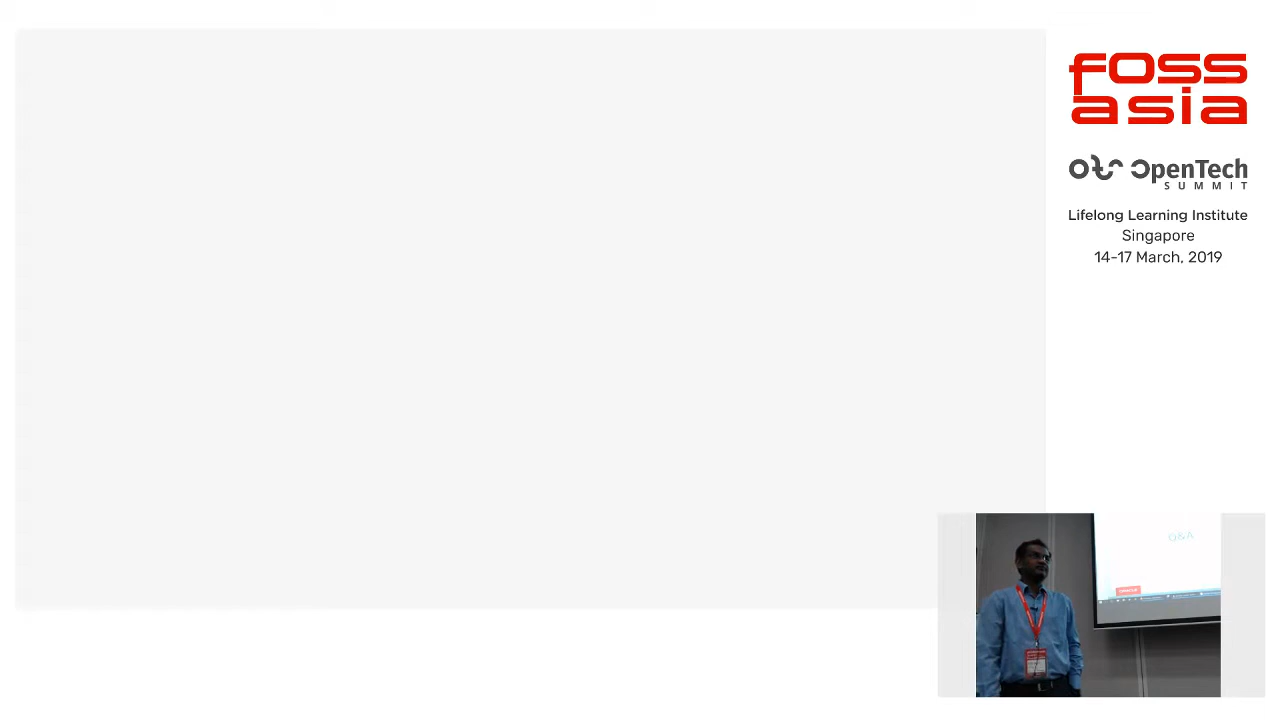 foss
asia
OpenTech
SUMMIT
Lifelong Learning Institute
Singapore
14-17 March, 2019
Q&A